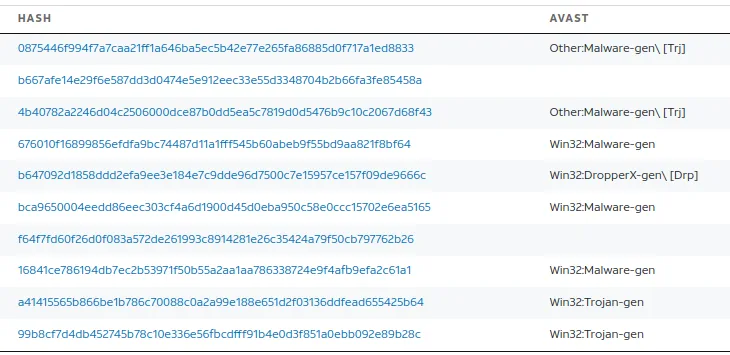 HASH AVAST
0875446f994f7a7caa21ff1a646ba5ec5b42e77e265fa86885d0f717a1ed8833 Other:Malware-gen\ [Trj]
b667afe14e29f6e587dd3d0474e5e912eec33e55d3348704b2b66fa3fe85458a
4b40782a2246d04c2506000dce87b0dd5ea5c7819d0d5476b9c10c2067d68f43 Other:Malware-gen\ [Trj]
676010f16899856efdfa9bc74487d11a1fff545b60abeb9f55bd9aa821f8bf64 Win32:Malware-gen
b647092d1858ddd2efa9ee3e184e7c9dde96d7500c7e15957ce157f09de9666c Win32:DropperX-gen\ [Drp]
bca9650004eedd86eec303cf4a6d1900d45d0eba950c58e0ccc15702e6ea5165 Win32:Malware-gen
f64f7fd60f26d0f083a572de261993c8914281e26c35424a79f50cb797762b26
16841ce786194db7ec2b53971f50b55a2aa1aa786338724e9f4afb9efa2c61a1 Win32:Malware-gen
a41415565b866be1b786c70088c0a2a99e188e651d2f03136ddfead655425b64 Win32:Trojan-gen
99b8cf7d4db452745b78c10e336e56fbcdfff91b4e0d3f851a0ebb092e89b28c Win32:Trojan-gen